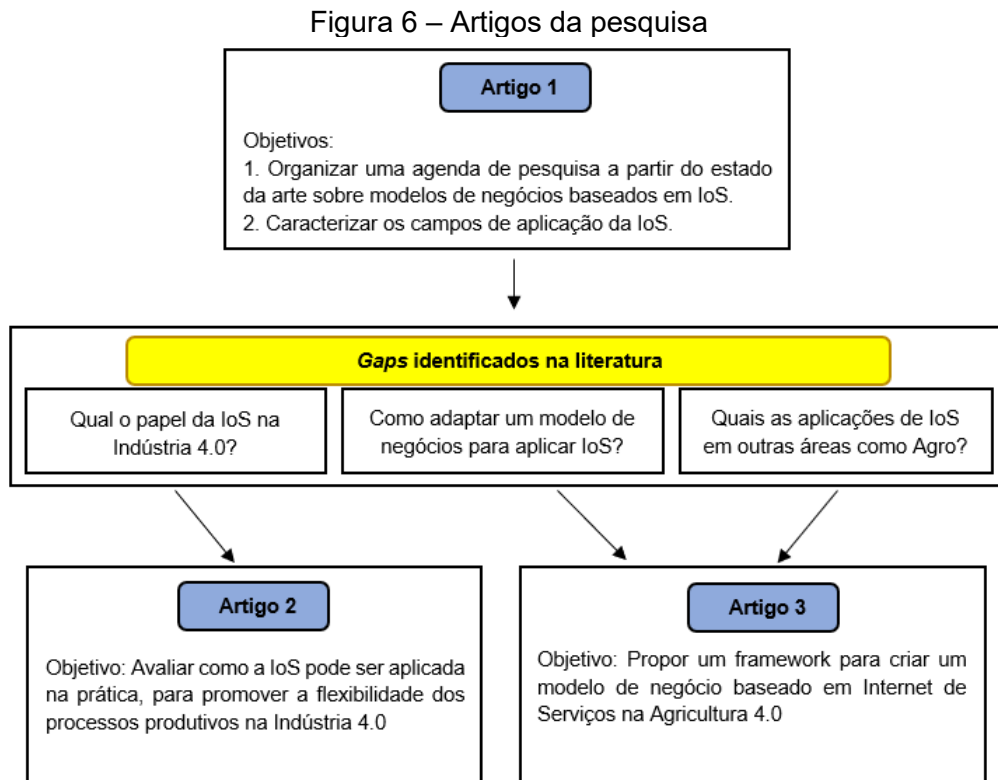 Figura 6 – Artigos da pesquisa
Artigo 1
Objetivos:
1. Organizar uma agenda de pesquisa a partir do estado
da arte sobre modelos de negócios baseados em IoS.
2. Caracterizar os campos de aplicação da IoS.
Gaps identificados na literatura
Qual o papel da IoS na
Indústria 4.0?
Como adaptar um modelo de
negócios para aplicar IoS?
Quais as aplicações de IoS
em outras áreas como Agro?
Artigo 2
Objetivo: Avaliar como a IoS pode ser aplicada
na prática, para promover a flexibilidade dos
processos produtivos na Indústria 4.0
Artigo 3
Objetivo: Propor um framework para criar um
modelo de negócio baseado em Internet de
Serviços na Agricultura 4.0